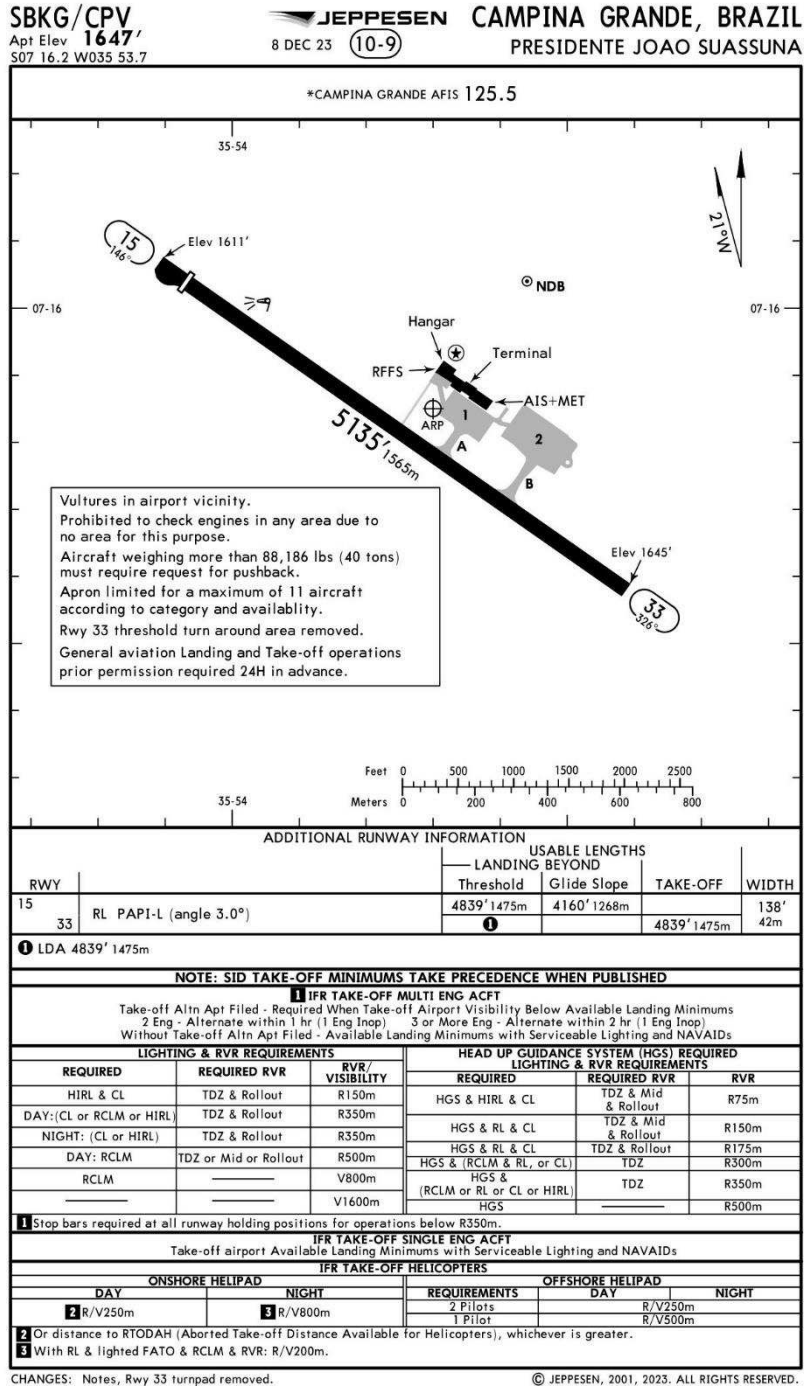 SBKG/CPV
Apt Elev 1647'
S07 16.2 W035 53.7
JEPPESEN
8 DEC 23 (10-9)
CAMPINA GRANDE, BRAZIL
PRESIDENTE JOAO SUASSUNA
*CAMPINA GRANDE AFIS 125.5
35-54
21°W
15
146°
Elev 1611'
NDB
07-16
07-16
Hangar
Terminal
RFFS
AIS+MET
ARP
1
2
A
B
5135' 1565m
Elev 1645'
33
326°
Vultures in airport vicinity.
Prohibited to check engines in any area due to
no area for this purpose.
Aircraft weighing more than 88,186 lbs (40 tons)
must require request for pushback.
Apron limited for a maximum of 11 aircraft
according to category and availablity.
Rwy 33 threshold turn around area removed.
General aviation Landing and Take-off operations
prior permission required 24H in advance.
Feet 0 500 1000 1500 2000 2500
Meters 0 200 400 600 800
35-54
ADDITIONAL RUNWAY INFORMATION
USABLE LENGTHS
LANDING BEYOND
RWY Threshold Glide Slope TAKE-OFF WIDTH
15 4839' 1475m 4160' 1268m 138'
33 RL PAPI-L (angle 3.0°) 1 4839' 1475m 42m
1 LDA 4839' 1475m
NOTE: SID TAKE-OFF MINIMUMS TAKE PRECEDENCE WHEN PUBLISHED
1 IFR TAKE-OFF MULTI ENG ACFT
Take-off Altn Apt Filed - Required When Take-off Airport Visibility Below Available Landing Minimums
2 Eng - Alternate within 1 hr (1 Eng Inop) 3 or More Eng - Alternate within 2 hr (1 Eng Inop)
Without Take-off Altn Apt Filed - Available Landing Minimums with Serviceable Lighting and NAVAIDs
LIGHTING & RVR REQUIREMENTS
REQUIRED REQUIRED RVR RVR/
VISIBILITY
HIRL & CL TDZ & Rollout R150m
DAY:(CL or RCLM or HIRL) TDZ & Rollout R350m
NIGHT: (CL or HIRL) TDZ & Rollout R350m
DAY: RCLM TDZ or Mid or Rollout R500m
RCLM V800m
V1600m
HEAD UP GUIDANCE SYSTEM (HGS) REQUIRED
LIGHTING & RVR REQUIREMENTS
REQUIRED REQUIRED RVR RVR
HGS & HIRL & CL TDZ & Mid
& Rollout R75m
HGS & RL & CL TDZ & Mid
& Rollout R150m
HGS & RL & CL TDZ & Rollout R175m
HGS & (RCLM & RL, or CL) TDZ R300m
HGS &
(RCLM or RL or CL or HIRL) TDZ R350m
HGS R500m
1 Stop bars required at all runway holding positions for operations below R350m.
IFR TAKE-OFF SINGLE ENG ACFT
Take-off airport Available Landing Minimums with Serviceable Lighting and NAVAIDs
IFR TAKE-OFF HELICOPTERS
ONSHORE HELIPAD OFFSHORE HELIPAD
DAY NIGHT REQUIREMENTS DAY NIGHT
2 R/V250m 3 R/V800m 2 Pilots R/V250m
1 Pilot R/V500m
2 Or distance to RTODAH (Aborted Take-off Distance Available for Helicopters), whichever is greater.
3 With RL & lighted FATO & RCLM & RVR: R/V200m.
CHANGES: Notes, Rwy 33 turnpad removed.
© JEPPESEN, 2001, 2023. ALL RIGHTS RESERVED.